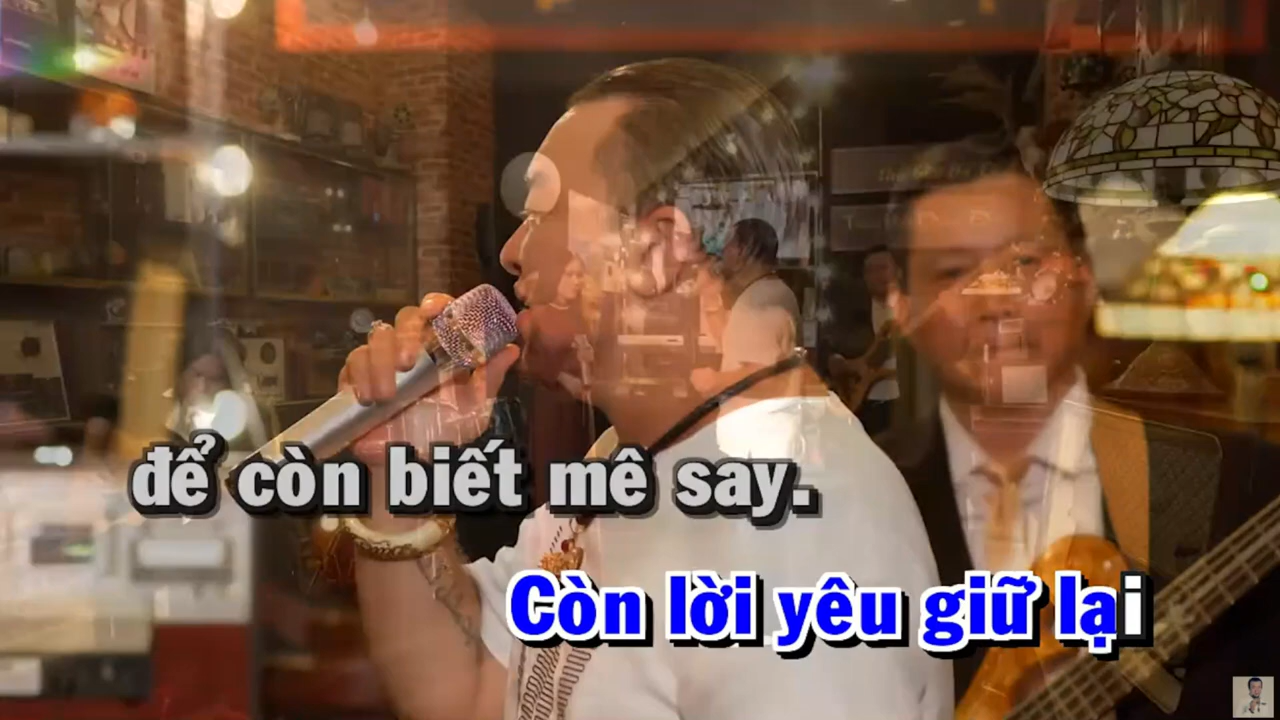 để còn biết mê say.
Còn lời yêu giữ lại